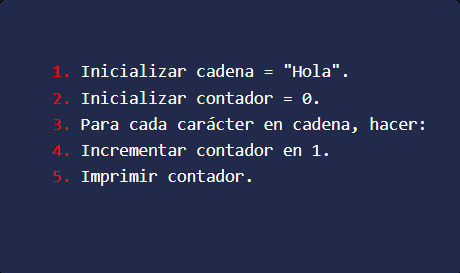 1. Inicializar cadena = "Hola".
2. Inicializar contador = 0.
3. Para cada carácter en cadena, hacer:
4. Incrementar contador en 1.
5. Imprimir contador.